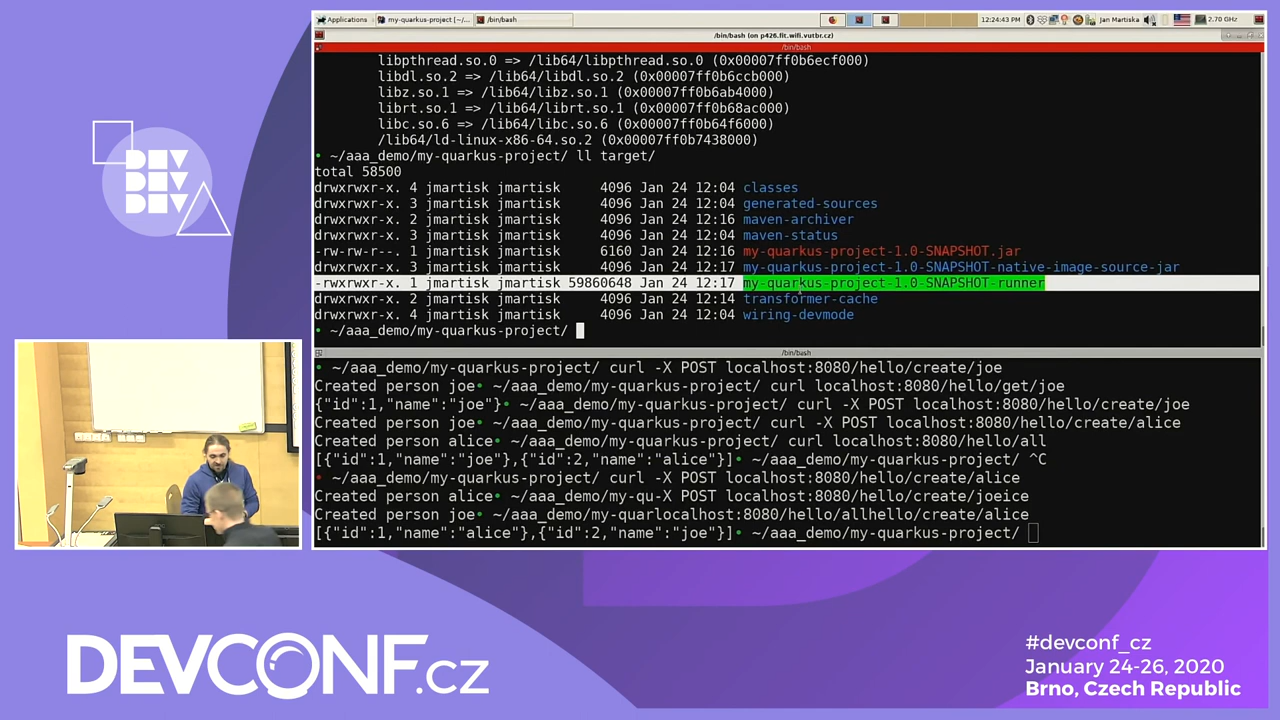 Applications
my-quarkus-project [~/...
/bin/bash
12:24:43
Jan Martiska
2.70 GHz
/bin/bash (on p426.fit.wifi.vutbr.cz)
/bin/bash
libpthread.so.0 => /lib64/libpthread.so.0 (0x00007ff0b6ecf000)
libdl.so.2 => /lib64/libdl.so.2 (0x00007ff0b6ccb000)
libz.so.1 => /lib64/libz.so.1 (0x00007ff0b6ab4000)
librt.so.1 => /lib64/librt.so.1 (0x00007ff0b68ac000)
libc.so.6 => /lib64/libc.so.6 (0x00007ff0b64f6000)
/lib64/ld-linux-x86-64.so.2 (0x00007ff0b7438000)
• ~/aaa_demo/my-quarkus-project/ ll target/
total 58500
drwxrwxr-x. 4 jmartisk jmartisk 4096 Jan 24 12:04 classes
drwxrwxr-x. 3 jmartisk jmartisk 4096 Jan 24 12:04 generated-sources
drwxrwxr-x. 2 jmartisk jmartisk 4096 Jan 24 12:16 maven-archiver
drwxrwxr-x. 3 jmartisk jmartisk 4096 Jan 24 12:04 maven-status
-rw-rw-r--. 1 jmartisk jmartisk 6160 Jan 24 12:16 my-quarkus-project-1.0-SNAPSHOT.jar
drwxrwxr-x. 3 jmartisk jmartisk 4096 Jan 24 12:17 my-quarkus-project-1.0-SNAPSHOT-native-image-source-jar
-rwxrwxr-x. 1 jmartisk jmartisk 59860648 Jan 24 12:17 my-quarkus-project-1.0-SNAPSHOT-runner
drwxrwxr-x. 2 jmartisk jmartisk 4096 Jan 24 12:14 transformer-cache
drwxrwxr-x. 4 jmartisk jmartisk 4096 Jan 24 12:04 wiring-devmode
• ~/aaa_demo/my-quarkus-project/
/bin/bash
• ~/aaa_demo/my-quarkus-project/ curl -X POST localhost:8080/hello/create/joe
Created person joe• ~/aaa_demo/my-quarkus-project/ curl localhost:8080/hello/get/joe
{"id":1,"name":"joe"}• ~/aaa_demo/my-quarkus-project/ curl -X POST localhost:8080/hello/create/joe
Created person joe• ~/aaa_demo/my-quarkus-project/ curl -X POST localhost:8080/hello/create/alice
Created person alice• ~/aaa_demo/my-quarkus-project/ curl localhost:8080/hello/all
[{"id":1,"name":"joe"},{"id":2,"name":"alice"}]• ~/aaa_demo/my-quarkus-project/ ^C
• ~/aaa_demo/my-quarkus-project/ curl -X POST localhost:8080/hello/create/alice
Created person alice• ~/aaa_demo/my-qu-X POST localhost:8080/hello/create/joeice
Created person joe• ~/aaa_demo/my-quarlocalhost:8080/hello/allhello/create/alice
[{"id":1,"name":"alice"},{"id":2,"name":"joe"}]• ~/aaa_demo/my-quarkus-project/
DEV
DEV
DEV
DEVCONF.CZ
#devconf_cz
January 24-26, 2020
Brno, Czech Republic